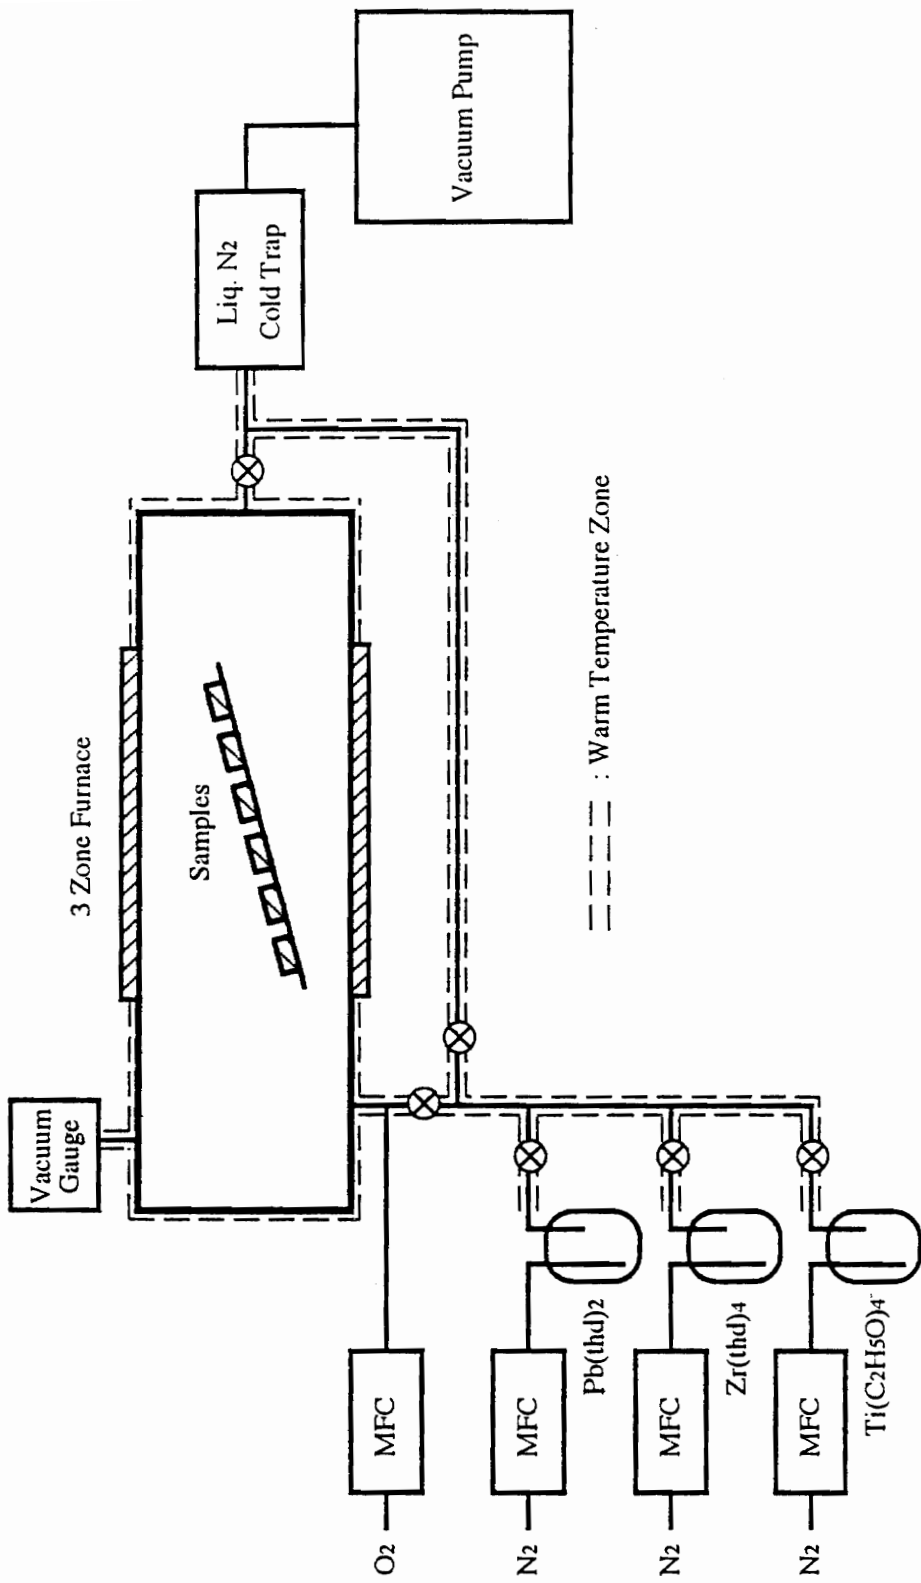 Vacuum
Gauge
3 Zone Furnace
Samples
Liq. N2
Cold Trap
Vacuum Pump
O2
MFC
N2
MFC
Pb(thd)2
N2
MFC
Zr(thd)4
N2
MFC
Ti(C2H5O)4
: Warm Temperature Zone